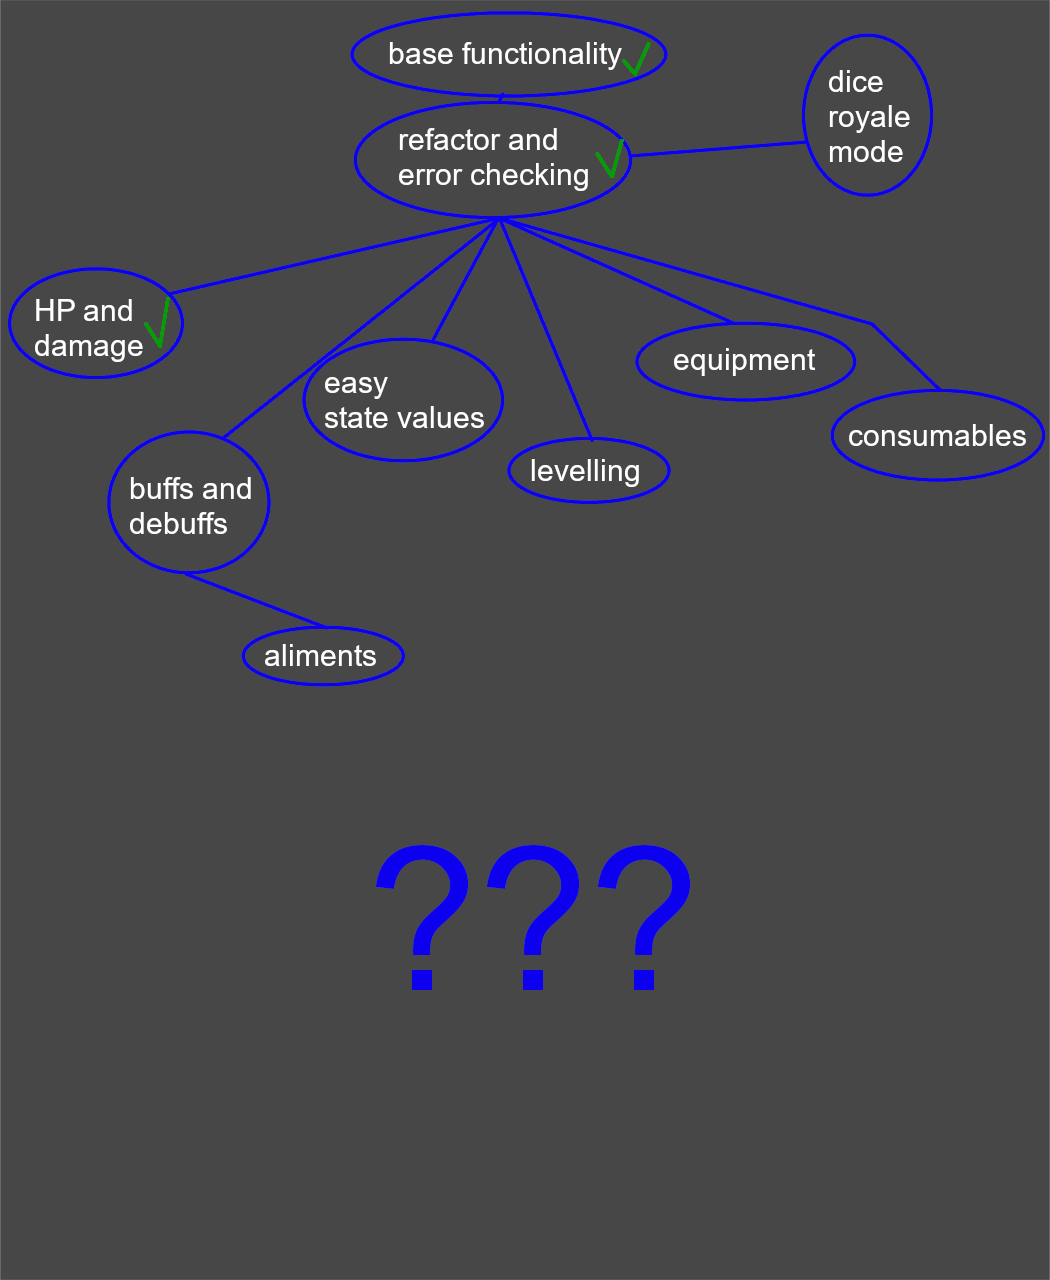 base functionality
dice
royale
mode
refactor and
error checking
HP and
damage
easy
state values
equipment
consumables
levelling
buffs and
debuffs
aliments
???